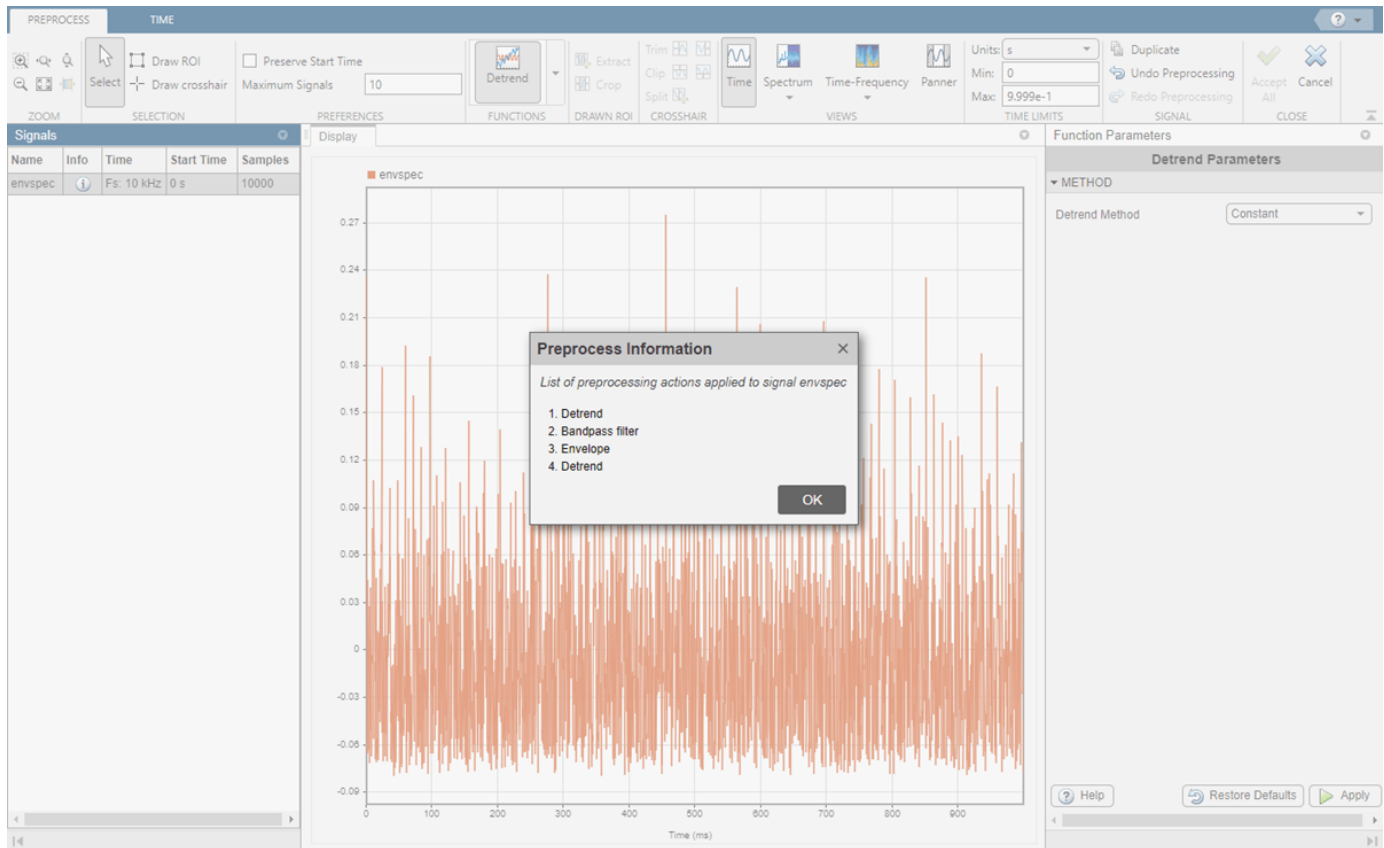 PREPROCESS TIME
Select
Draw ROI
Draw crosshair
Preserve Start Time
Maximum Signals 10
Detrend
Extract
Crop
Trim
Clip
Split
Time Spectrum Time-Frequency Panner
Units: s
Min: 0
Max: 9.999e-1
Duplicate
Undo Preprocessing
Redo Preprocessing
Accept All
Cancel
ZOOM SELECTION PREFERENCES FUNCTIONS DRAWN ROI CROSSHAIR VIEWS TIME LIMITS SIGNAL CLOSE
Signals
Name Info Time Start Time Samples
envspec i Fs: 10 kHz 0 s 10000
Display
envspec
0.27
0.24
0.21
0.18
0.15
0.12
0.09
0.06
0.03
0
-0.03
-0.06
-0.09
0 100 200 300 400 500 600 700 800 900
Time (ms)
Preprocess Information
List of preprocessing actions applied to signal envspec
1. Detrend
2. Bandpass filter
3. Envelope
4. Detrend
OK
Function Parameters
Detrend Parameters
METHOD
Detrend Method Constant
? Help Restore Defaults Apply